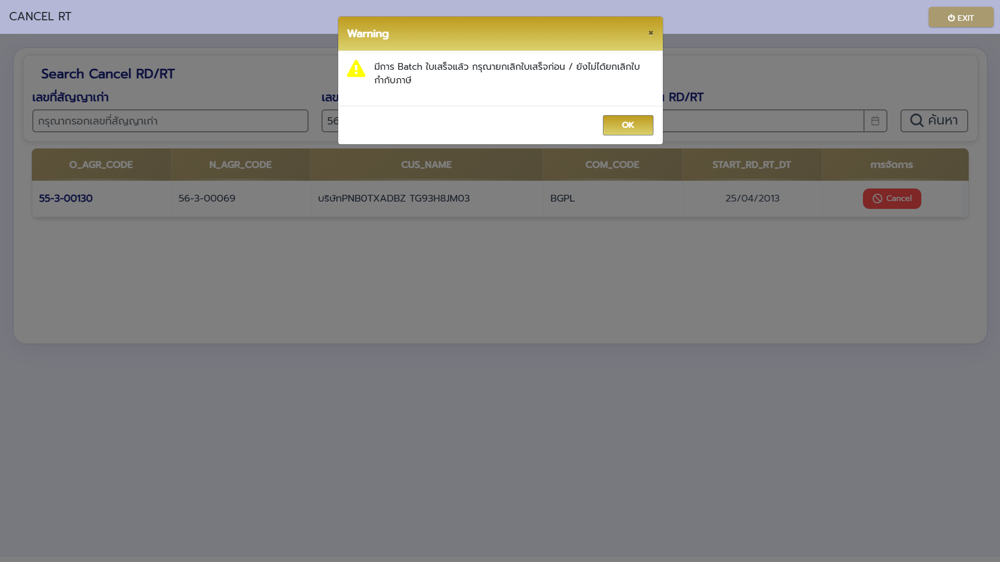 CANCEL RT
EXIT
Warning
มีการ Batch ใบเสร็จแล้ว กรุณายกเลิกใบเสร็จก่อน / ยังไม่ได้ยกเลิกใบ
กำกับภาษี
OK
Search Cancel RD/RT
เลขที่สัญญาเก่า
เลข
RD/RT
กรุณากรอกเลขที่สัญญาเก่า
56
ค้นหา
O_AGR_CODE N_AGR_CODE CUS_NAME COM_CODE START_RD_RT_DT การจัดการ
55-3-00130 56-3-00069 บริษัทPNB0TXADBZ TG93H8JM03 BGPL 25/04/2013 Cancel